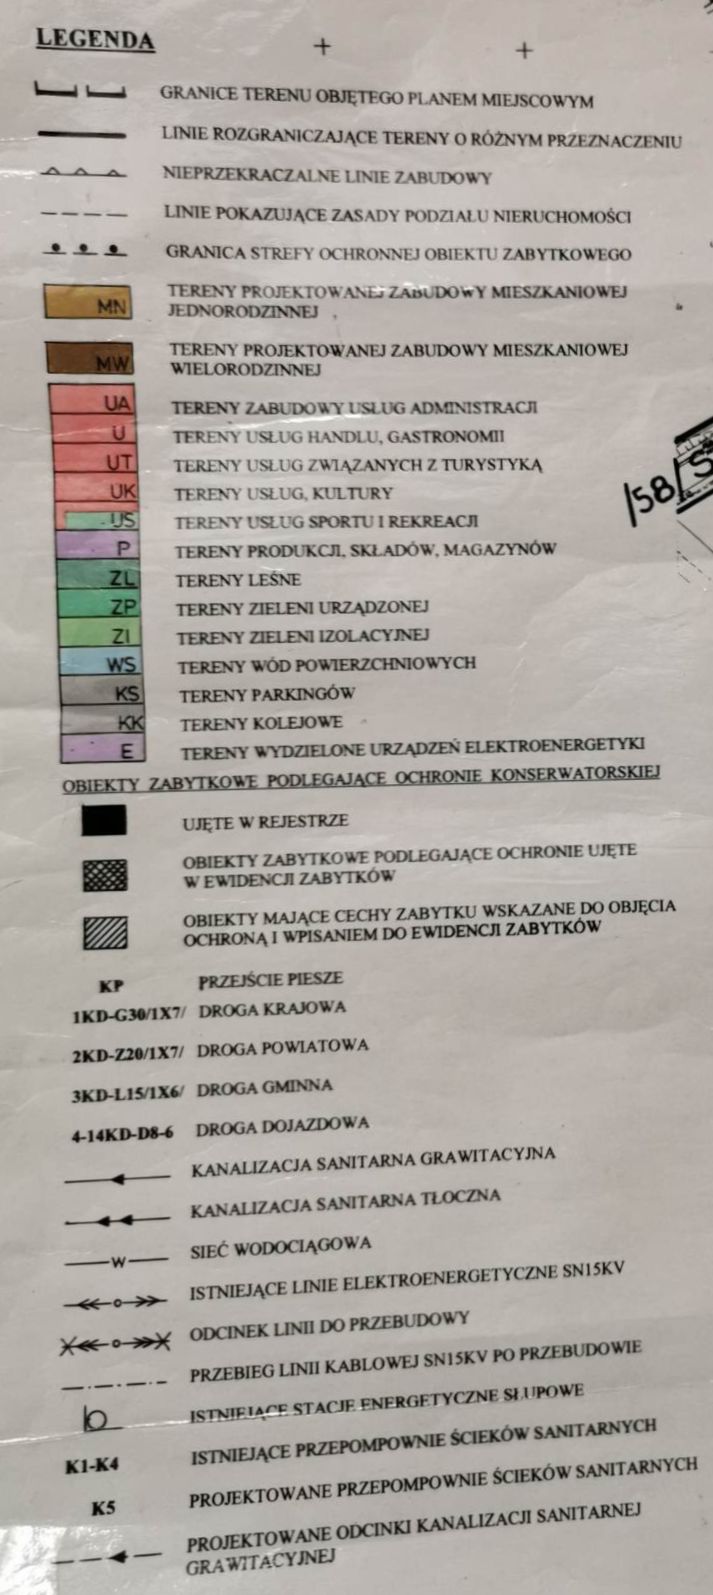 LEGENDA
GRANICE TERENU OBJĘTEGO PLANEM MIEJSCOWYM
LINIE ROZGRANICZAJĄCE TERENY O RÓŻNYM PRZEZNACZENIU
NIEPRZEKRACZALNE LINIE ZABUDOWY
LINIE POKAZUJĄCE ZASADY PODZIAŁU NIERUCHOMOŚCI
GRANICA STREFY OCHRONNEJ OBIEKTU ZABYTKOWEGO
MN TERENY PROJEKTOWANEJ ZABUDOWY MIESZKANIOWEJ
JEDNORODZINNEJ
MW TERENY PROJEKTOWANEJ ZABUDOWY MIESZKANIOWEJ
WIELORODZINNEJ
UA TERENY ZABUDOWY USŁUG ADMINISTRACJI
U TERENY USŁUG HANDLU, GASTRONOMII
UT TERENY USŁUG ZWIĄZANYCH Z TURYSTYKĄ
UK TERENY USŁUG, KULTURY
US TERENY USŁUG SPORTU I REKREACJI
P TERENY PRODUKCJI, SKŁADÓW, MAGAZYNÓW
ZL TERENY LEŚNE
ZP TERENY ZIELENI URZĄDZONEJ
ZI TERENY ZIELENI IZOLACYJNEJ
WS TERENY WÓD POWIERZCHNIOWYCH
KS TERENY PARKINGÓW
KK TERENY KOLEJOWE
E TERENY WYDZIELONE URZĄDZEŃ ELEKTROENERGETYKI
158/5
OBIEKTY ZABYTKOWE PODLEGAJĄCE OCHRONIE KONSERWATORSKIEJ
UJĘTE W REJESTRZE
OBIEKTY ZABYTKOWE PODLEGAJĄCE OCHRONIE UJĘTE
W EWIDENCJI ZABYTKÓW
OBIEKTY MAJĄCE CECHY ZABYTKU WSKAZANE DO OBJĘCIA
OCHRONĄ I WPISANIEM DO EWIDENCJI ZABYTKÓW
KP PRZEJŚCIE PIESZE
1KD-G30/1X7/ DROGA KRAJOWA
2KD-Z20/1X7/ DROGA POWIATOWA
3KD-L15/1X6/ DROGA GMINNA
4-14KD-D8-6 DROGA DOJAZDOWA
KANALIZACJA SANITARNA GRAWITACYJNA
KANALIZACJA SANITARNA TŁOCZNA
W SIEĆ WODOCIĄGOWA
ISTNIEJĄCE LINIE ELEKTROENERGETYCZNE SN15KV
ODCINEK LINII DO PRZEBUDOWY
PRZEBIEG LINII KABLOWEJ SN15KV PO PRZEBUDOWIE
ISTNIEJĄCE STACJE ENERGETYCZNE SŁUPOWE
K1-K4 ISTNIEJĄCE PRZEPOMPOWNIE ŚCIEKÓW SANITARNYCH
K5 PROJEKTOWANE PRZEPOMPOWNIE ŚCIEKÓW SANITARNYCH
PROJEKTOWANE ODCINKI KANALIZACJI SANITARNEJ
GRAWITACYJNEJ